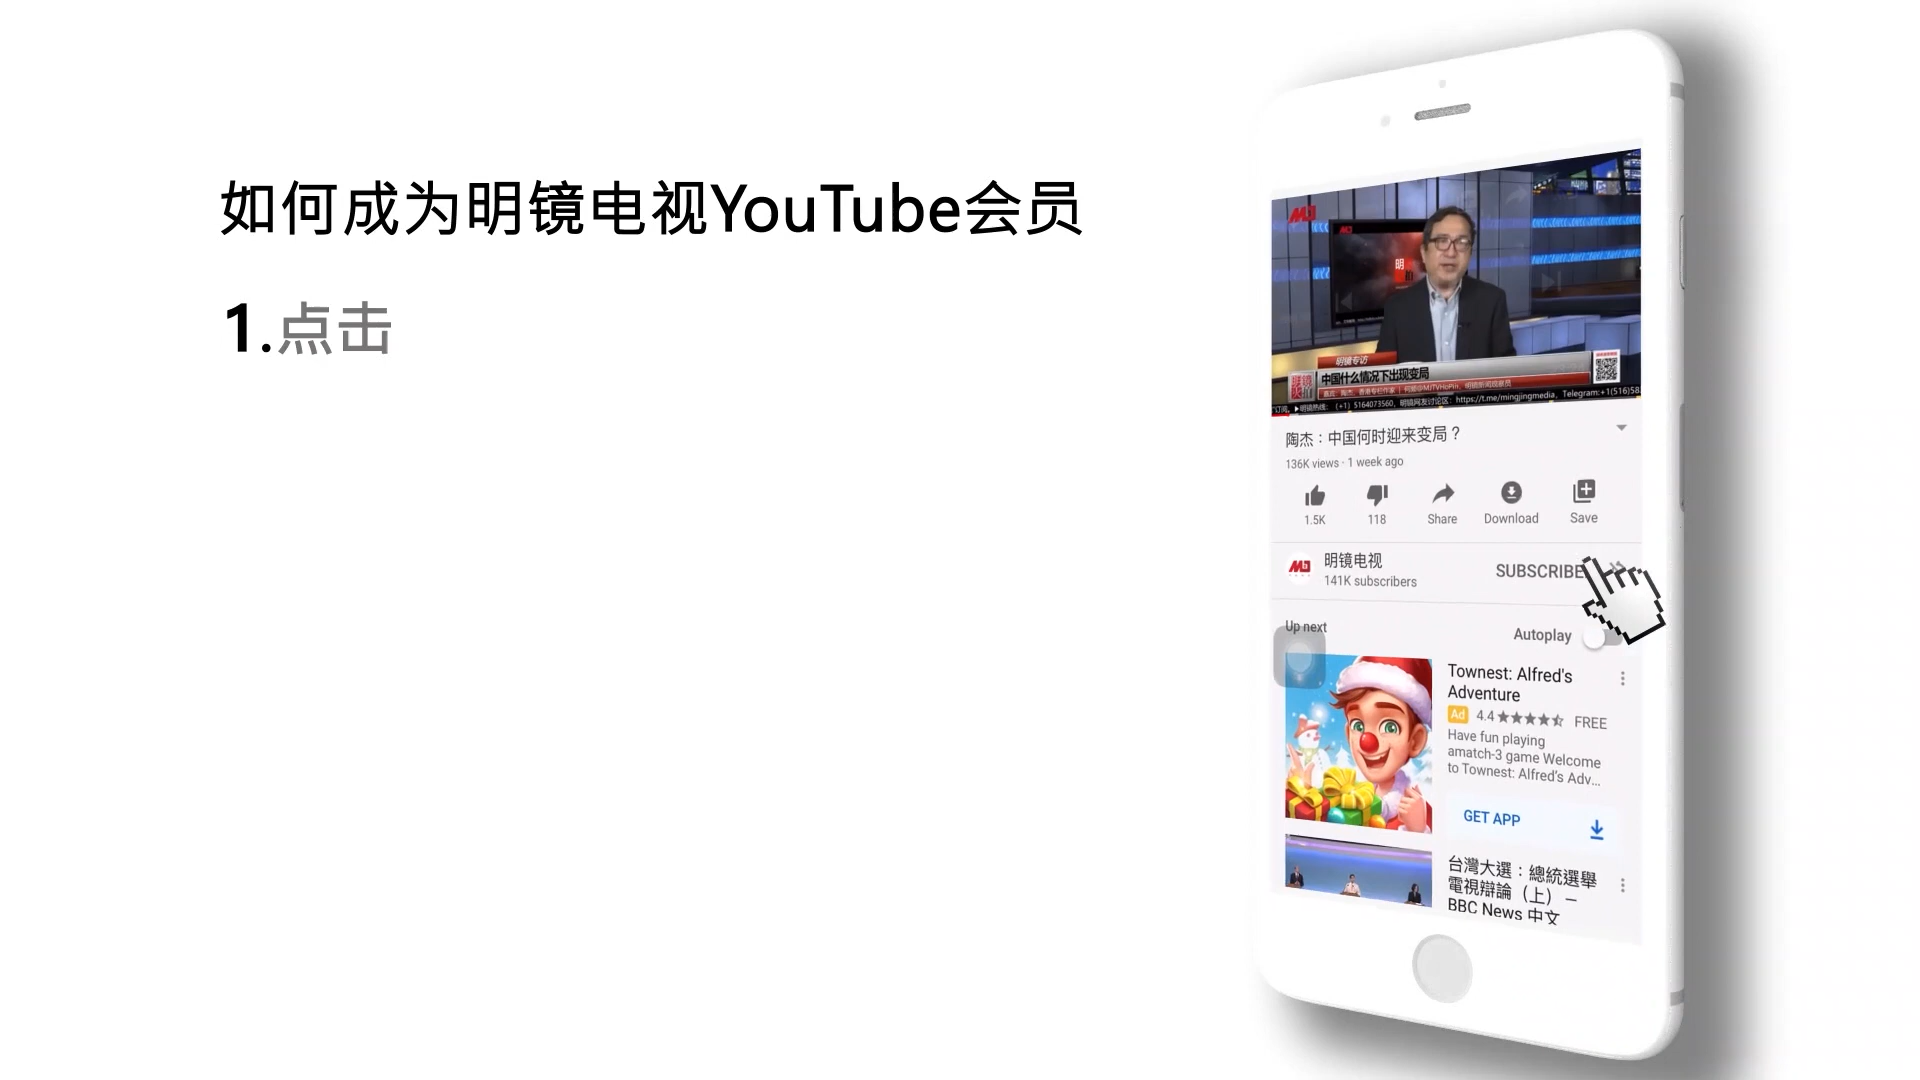 如何成为明镜电视YouTube会员
1.点击
明镜专访
中国什么情况下出现变局
陶杰：中国何时迎来变局？
136K views · 1 week ago
1.5K
118
Share
Download
Save
明镜电视
141K subscribers
SUBSCRIBE
Up next
Autoplay
Townest: Alfred's
Adventure
Ad 4.4 FREE
Have fun playing
amatch-3 game Welcome
to Townest: Alfred's Adv...
GET APP
台灣大選：總統選舉
電視辯論（上）－
BBC News 中文